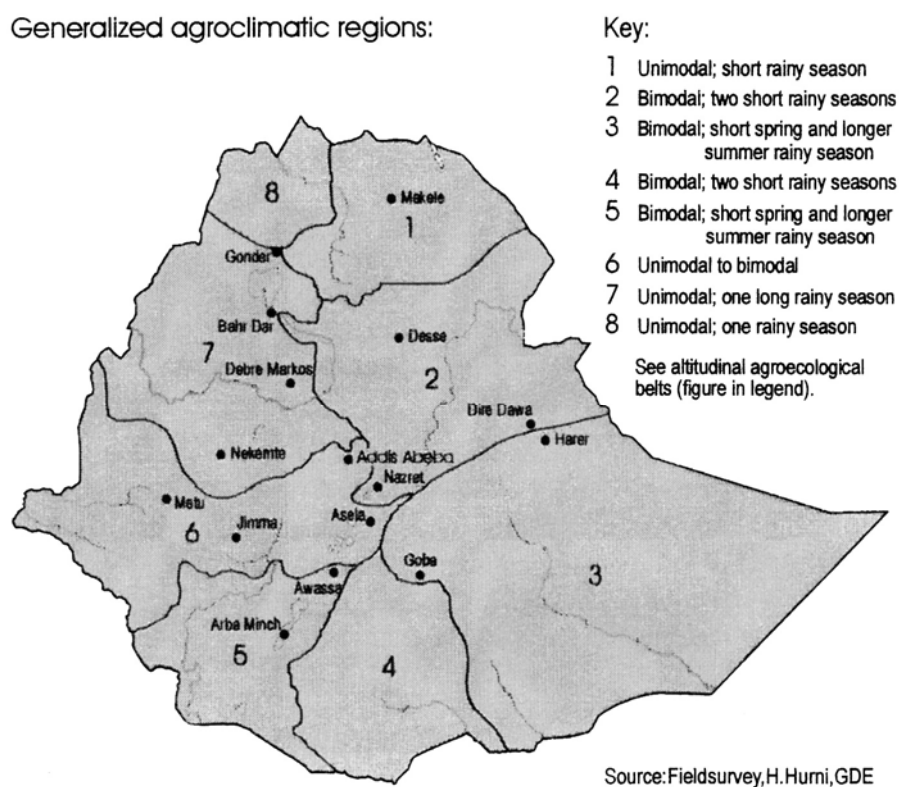 Generalized agroclimatic regions:
Key:
1 Unimodal; short rainy season
2 Bimodal; two short rainy seasons
3 Bimodal; short spring and longer
summer rainy season
4 Bimodal; two short rainy seasons
5 Bimodal; short spring and longer
summer rainy season
6 Unimodal to bimodal
7 Unimodal; one long rainy season
8 Unimodal; one rainy season
See altitudinal agroecological
belts (figure in legend).
8
Makele
1
Gonder
Bahr Dar
7
Desse
Debre Markos
2
Dire Dawa
Harer
Nekemte
Addis Abeba
Nazret
Metu
Asela
6
Jimma
Goba
3
Awassa
Arba Minch
5
4
Source:Fieldsurvey,H.Hurni,GDE